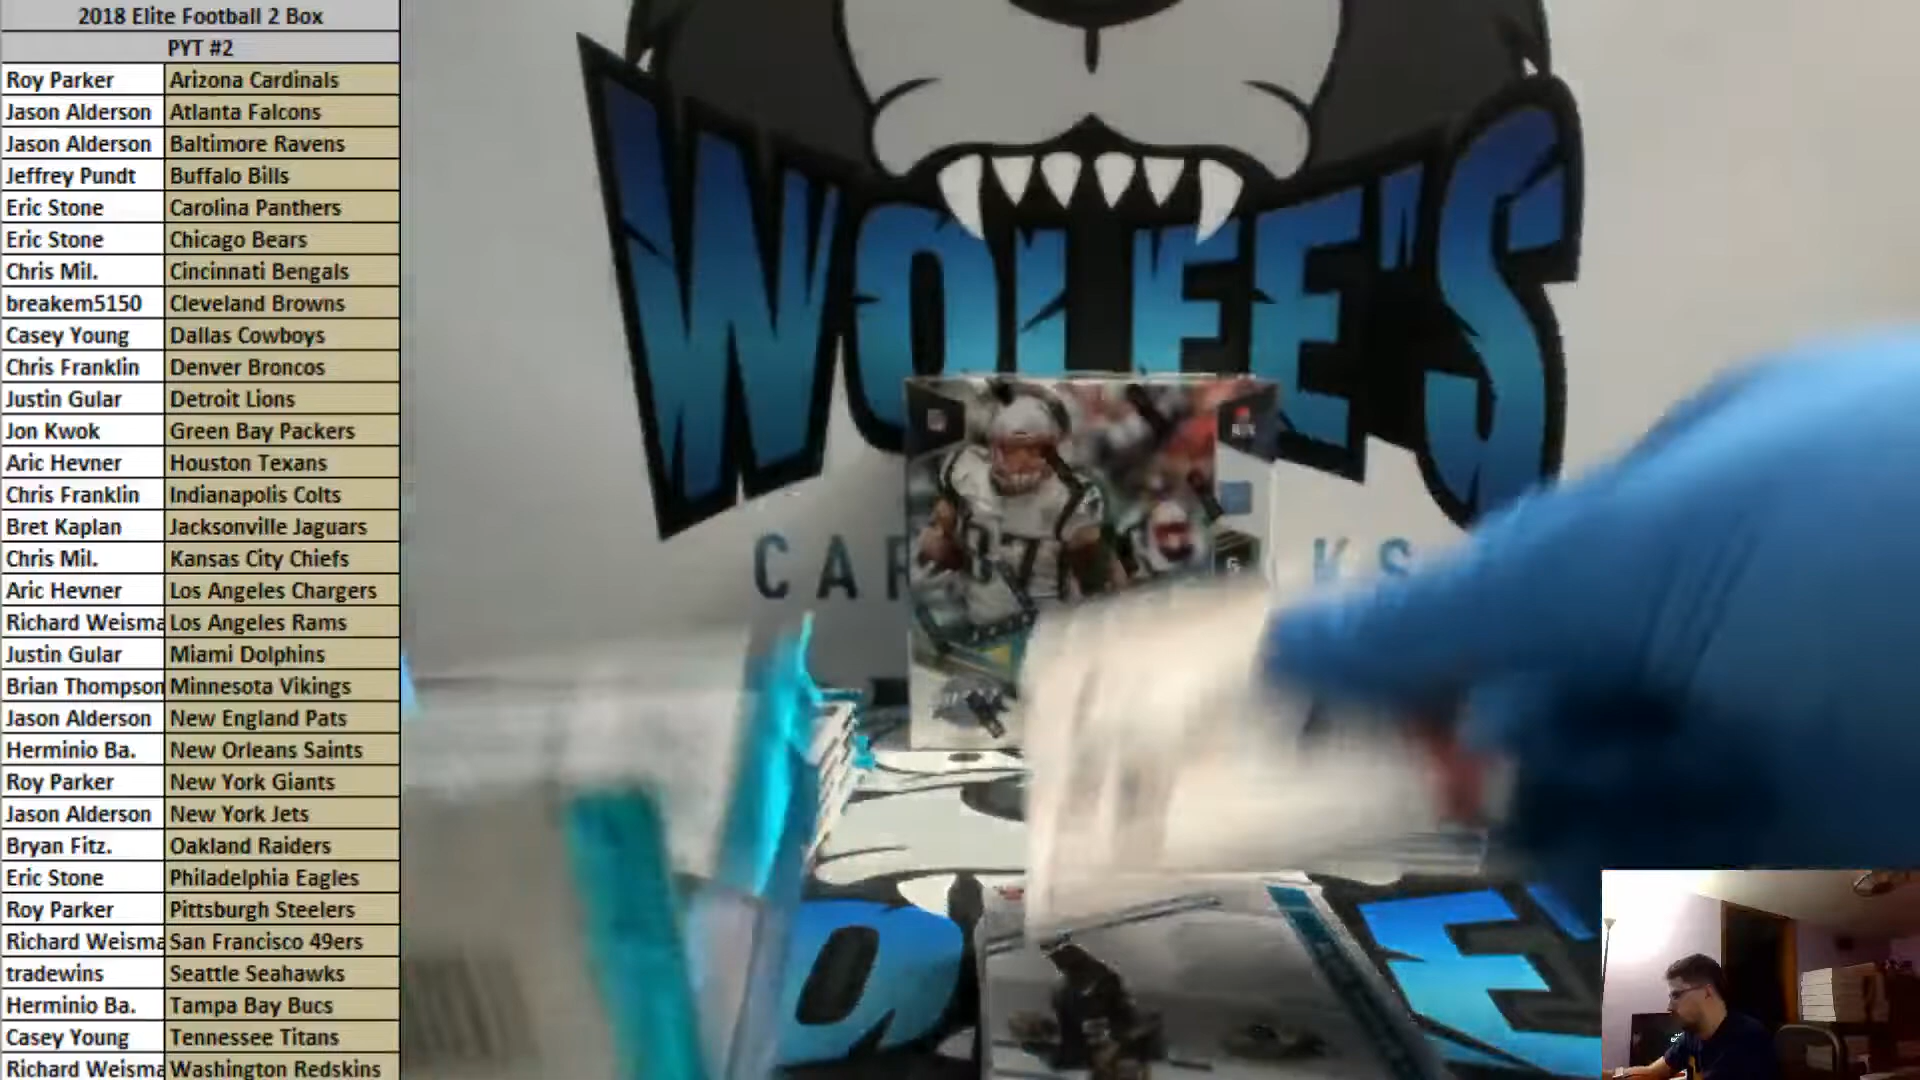 2018 Elite Football 2 Box
PYT #2
Roy Parker Arizona Cardinals
Jason Alderson Atlanta Falcons
Jason Alderson Baltimore Ravens
Jeffrey Pundt Buffalo Bills
Eric Stone Carolina Panthers
Eric Stone Chicago Bears
Chris Mil. Cincinnati Bengals
breakem5150 Cleveland Browns
Casey Young Dallas Cowboys
Chris Franklin Denver Broncos
Justin Gular Detroit Lions
Jon Kwok Green Bay Packers
Aric Hevner Houston Texans
Chris Franklin Indianapolis Colts
Bret Kaplan Jacksonville Jaguars
Chris Mil. Kansas City Chiefs
Aric Hevner Los Angeles Chargers
Richard Weisma Los Angeles Rams
Justin Gular Miami Dolphins
Brian Thompson Minnesota Vikings
Jason Alderson New England Pats
Herminio Ba. New Orleans Saints
Roy Parker New York Giants
Jason Alderson New York Jets
Bryan Fitz. Oakland Raiders
Eric Stone Philadelphia Eagles
Roy Parker Pittsburgh Steelers
Richard Weisma San Francisco 49ers
tradewins Seattle Seahawks
Herminio Ba. Tampa Bay Bucs
Casey Young Tennessee Titans
Richard Weisma Washington Redskins
WOLFE'S
CAR KS
87